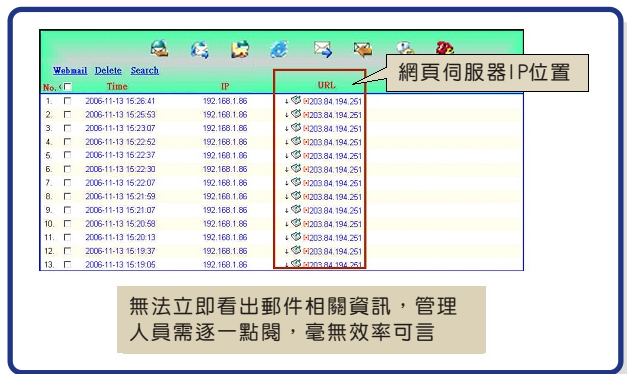 Webmail Delete Search
No. Time IP URL
網頁伺服器IP位置
1. 2006-11-13 15:26:41 192.168.1.86 203.84.194.251
2. 2006-11-13 15:25:53 192.168.1.86 203.84.194.251
3. 2006-11-13 15:23:07 192.168.1.86 203.84.194.251
4. 2006-11-13 15:22:52 192.168.1.86 203.84.194.251
5. 2006-11-13 15:22:37 192.168.1.86 203.84.194.251
6. 2006-11-13 15:22:30 192.168.1.86 203.84.194.251
7. 2006-11-13 15:22:07 192.168.1.86 203.84.194.251
8. 2006-11-13 15:21:59 192.168.1.86 203.84.194.251
9. 2006-11-13 15:21:07 192.168.1.86 203.84.194.251
10. 2006-11-13 15:20:58 192.168.1.86 203.84.194.251
11. 2006-11-13 15:20:13 192.168.1.86 203.84.194.251
12. 2006-11-13 15:19:37 192.168.1.86 203.84.194.251
13. 2006-11-13 15:19:05 192.168.1.86 203.84.194.251
無法立即看出郵件相關資訊，管理
人員需逐一點閱，毫無效率可言